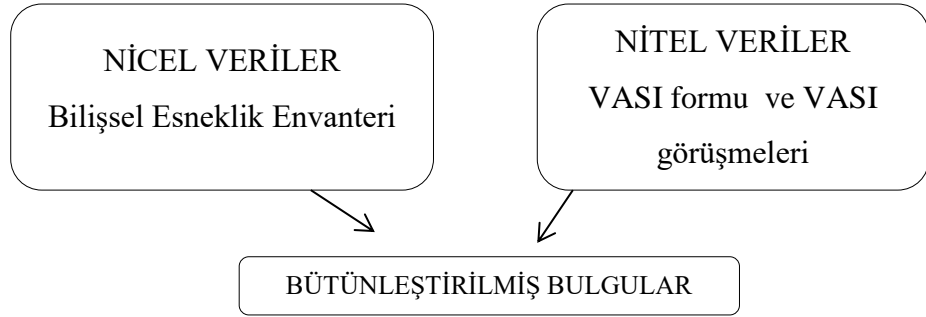 NİCEL VERİLER
Bilişsel Esneklik Envanteri
NİTEL VERİLER
VASI formu ve VASI
görüşmeleri
BÜTÜNLEŞTİRİLMİŞ BULGULAR